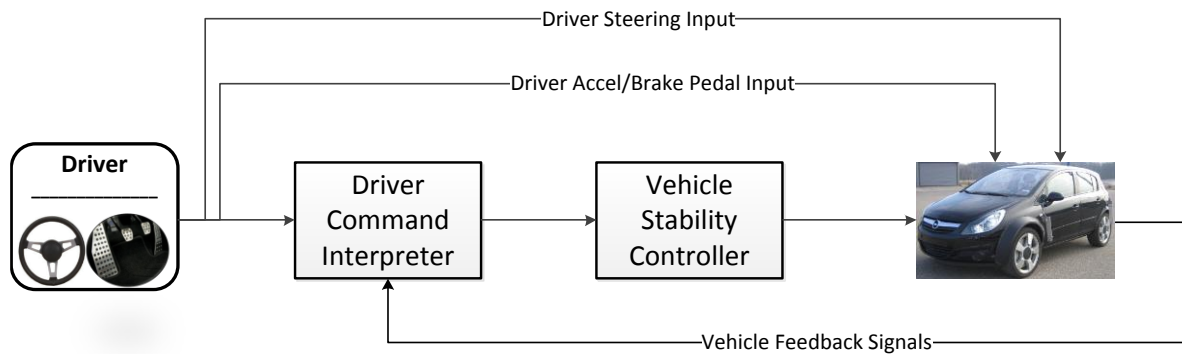 Driver Steering Input
Driver Accel/Brake Pedal Input
Driver
Driver
Command
Interpreter
Vehicle
Stability
Controller
Vehicle Feedback Signals